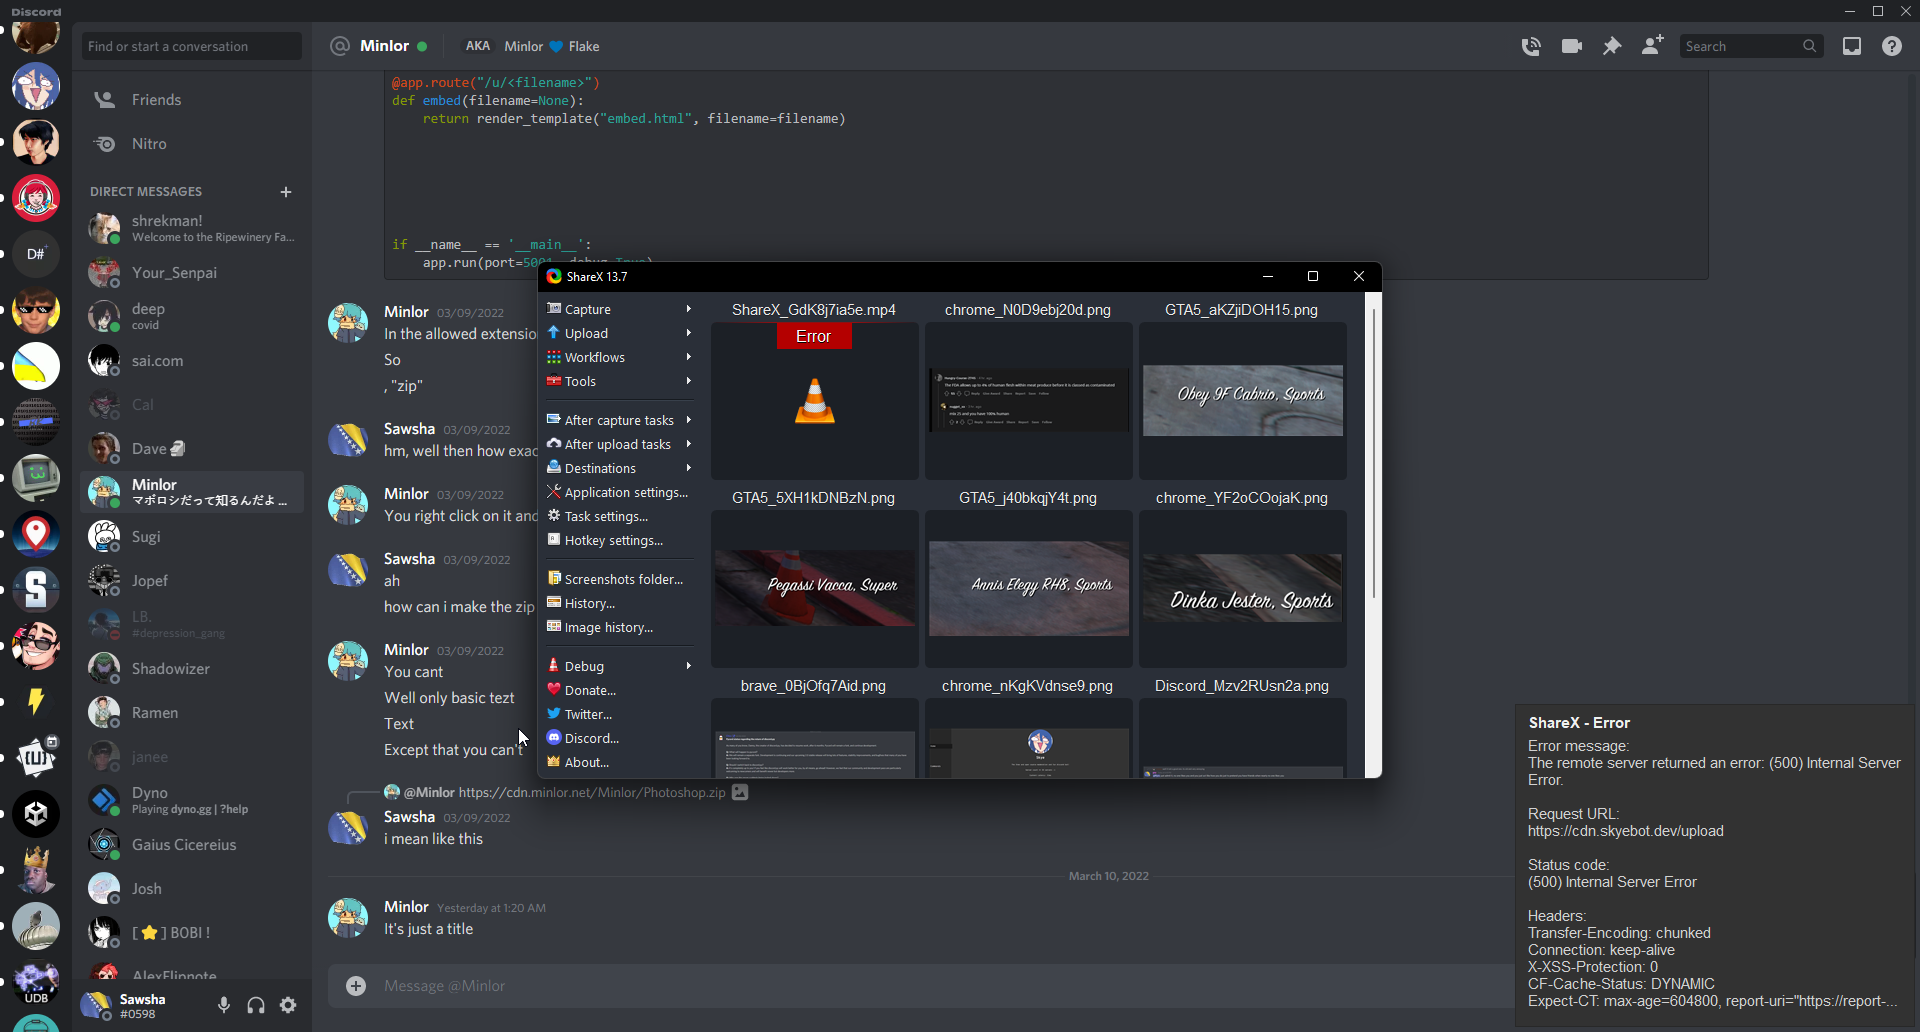 Discord
Find or start a conversation
Friends
Nitro
DIRECT MESSAGES
shrekman!
Welcome to the Ripewinery Fa...
Your_Senpai
deep
covid
sai.com
Cal
Dave 🗿
Minlor
マボロシだって知るんだよ ...
Sugi
Jopef
LB.
#depression_gang
Shadowizer
Ramen
janee
Dyno
Playing dyno.gg | ?help
Gaius Cicereius
Josh
[ ⭐ ] BOBI !
AlexFlipnote
Sawsha
#0598
D#
UDB
Minlor
AKA Minlor 💙 Flake
Search
@app.route("/u/<filename>")
def embed(filename=None):
return render_template("embed.html", filename=filename)
if __name__ == '__main__':
app.run(port=5001, debug=True)
Minlor 03/09/2022
In the allowed extensio
So
, "zip"
Sawsha 03/09/2022
hm, well then how exac
Minlor 03/09/2022
You right click on it and
Sawsha 03/09/2022
ah
how can i make the zip
Minlor 03/09/2022
You cant
Well only basic tezt
Text
Except that you can't
@Minlor https://cdn.minlor.net/Minlor/Photoshop.zip
Sawsha 03/09/2022
i mean like this
March 10, 2022
Minlor Yesterday at 1:20 AM
It's just a title
Message @Minlor
ShareX 13.7
Capture
Upload
Workflows
Tools
After capture tasks
After upload tasks
Destinations
Application settings...
Task settings...
Hotkey settings...
Screenshots folder...
History...
Image history...
Debug
Donate...
Twitter...
Discord...
About...
ShareX_GdK8j7ia5e.mp4
Error
chrome_N0D9ebj20d.png
GTA5_aKZjiDOH15.png
Obey 9F Cabrio, Sports
GTA5_5XH1kDNBzN.png
Pegassi Vacca, Super
GTA5_j40bkqjY4t.png
Annis Elegy RH8, Sports
chrome_YF2oCOojaK.png
Dinka Jester, Sports
brave_0BjOfq7Aid.png
chrome_nKgKVdnse9.png
Discord_Mzv2RUsn2a.png
ShareX - Error
Error message:
The remote server returned an error: (500) Internal Server
Error.
Request URL:
https://cdn.skyebot.dev/upload
Status code:
(500) Internal Server Error
Headers:
Transfer-Encoding: chunked
Connection: keep-alive
X-XSS-Protection: 0
CF-Cache-Status: DYNAMIC
Expect-CT: max-age=604800, report-uri="https://report-...